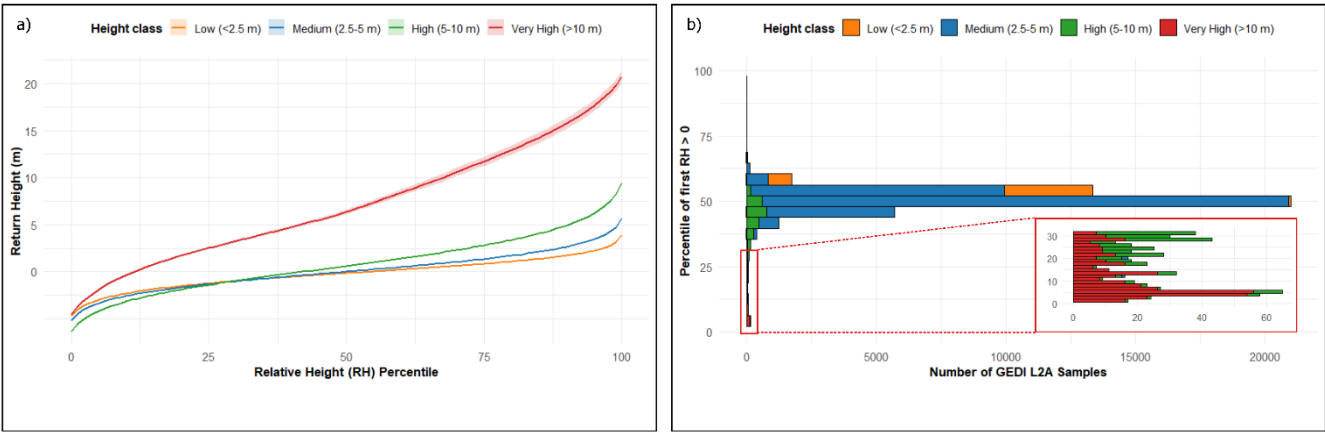 a)
Height class Low (<2.5 m) Medium (2.5-5 m) High (5-10 m) Very High (>10 m)
Return Height (m)
20
15
10
5
0
0 25 50 75 100
Relative Height (RH) Percentile
b)
Height class Low (<2.5 m) Medium (2.5-5 m) High (5-10 m) Very High (>10 m)
Percentile of first RH > 0
100
75
50
25
0
30
20
10
0
0 20 40 60
0 5000 10000 15000 20000
Number of GEDI L2A Samples